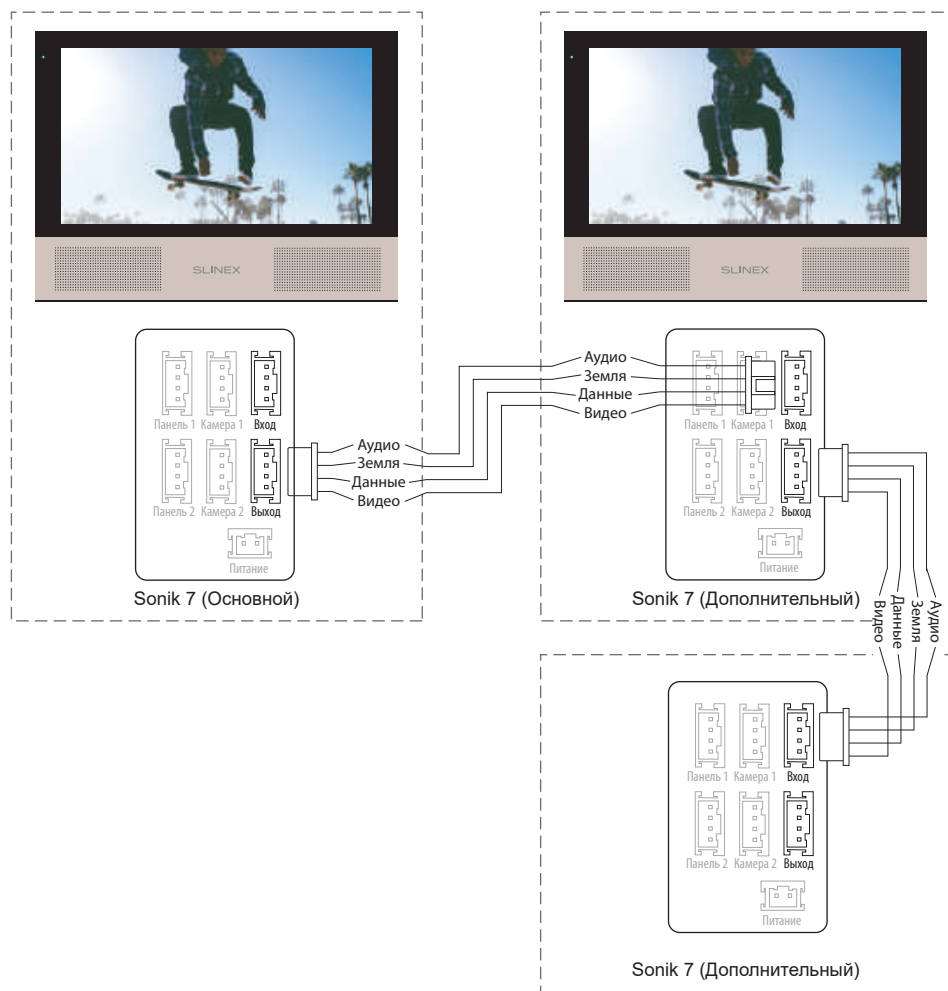 SLINEX
Панель 1 Камера 1 Вход
Панель 2 Камера 2 Выход
Питание
Аудио
Земля
Данные
Видео
Sonik 7 (Основной)
Аудио
Земля
Данные
Видео
SLINEX
Панель 1 Камера 1 Вход
Панель 2 Камера 2 Выход
Питание
Sonik 7 (Дополнительный)
Видео
Данные
Земля
Аудио
Панель 1 Камера 1 Вход
Панель 2 Камера 2 Выход
Питание
Sonik 7 (Дополнительный)